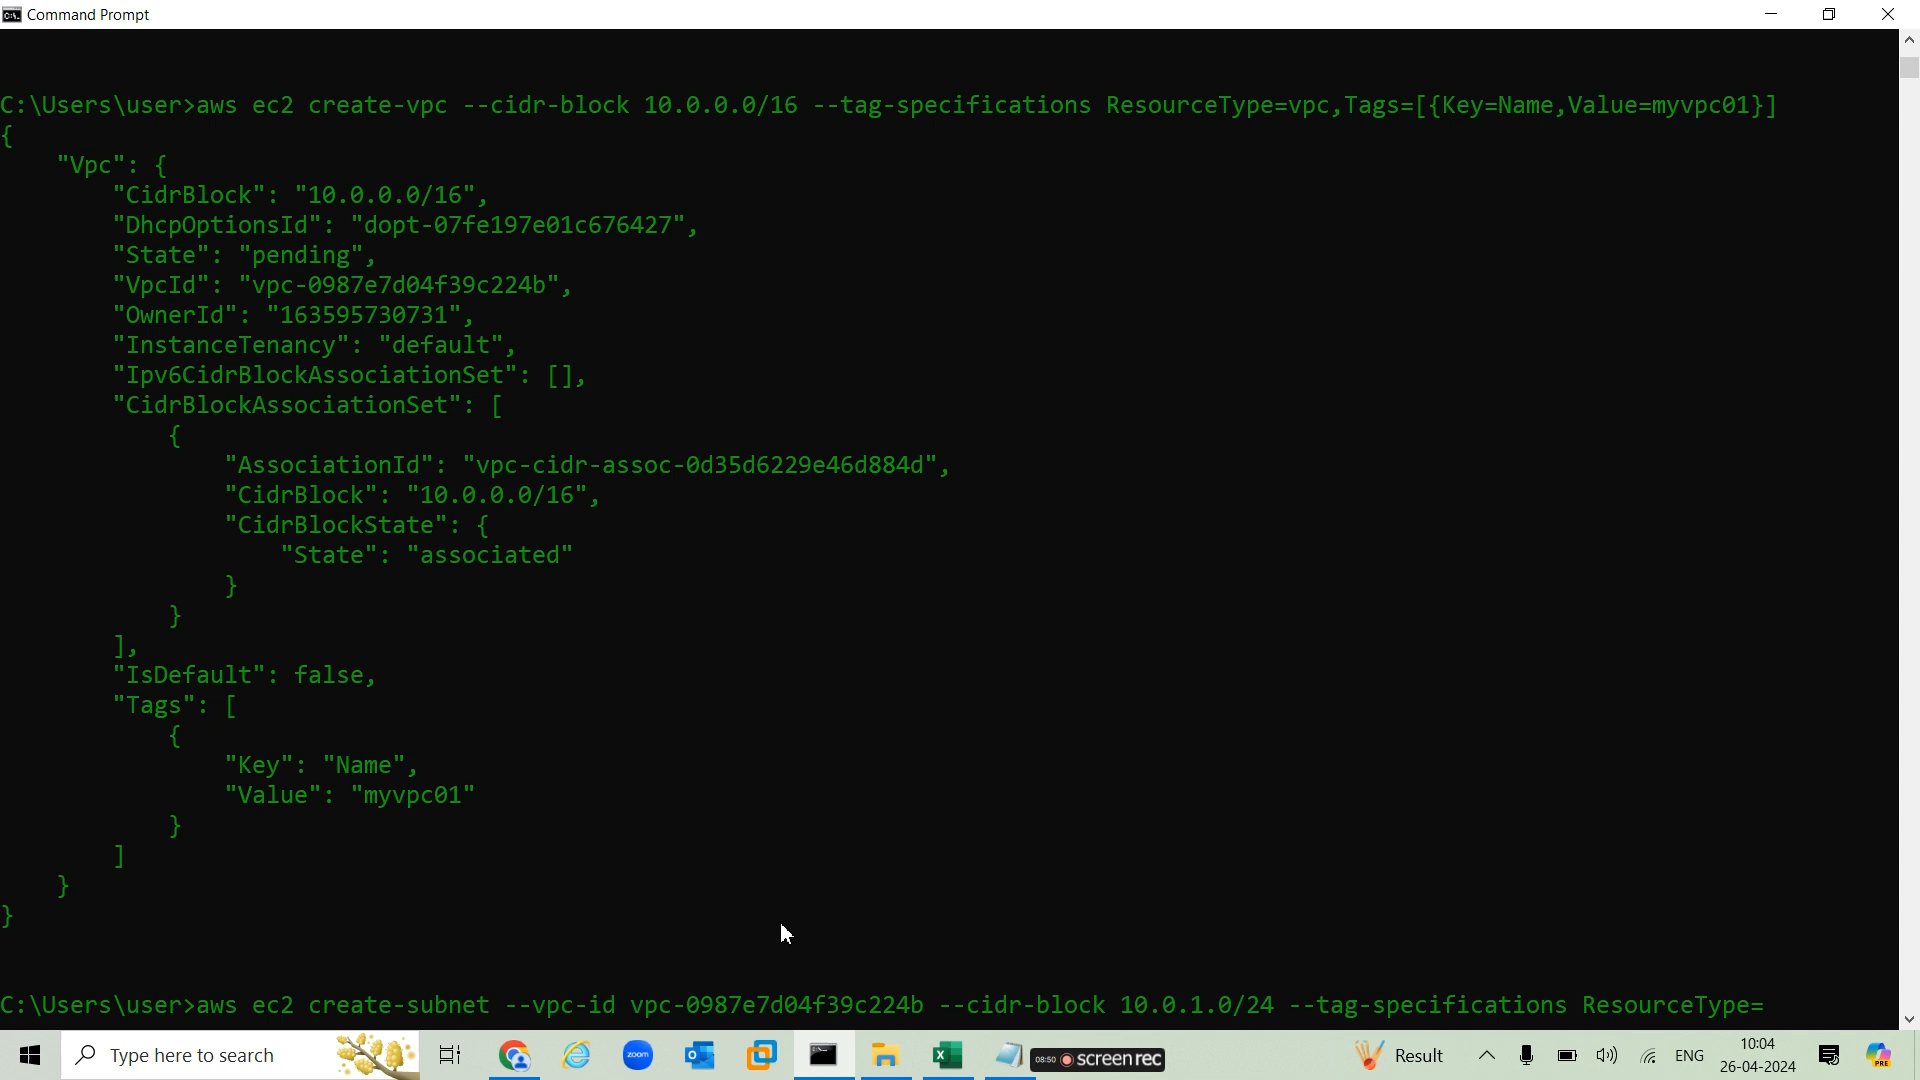 Command Prompt
C:\Users\user>aws ec2 create-vpc --cidr-block 10.0.0.0/16 --tag-specifications ResourceType=vpc,Tags=[{Key=Name,Value=myvpc01}]
{
    "Vpc": {
        "CidrBlock": "10.0.0.0/16",
        "DhcpOptionsId": "dopt-07fe197e01c676427",
        "State": "pending",
        "VpcId": "vpc-0987e7d04f39c224b",
        "OwnerId": "163595730731",
        "InstanceTenancy": "default",
        "Ipv6CidrBlockAssociationSet": [],
        "CidrBlockAssociationSet": [
            {
                "AssociationId": "vpc-cidr-assoc-0d35d6229e46d884d",
                "CidrBlock": "10.0.0.0/16",
                "CidrBlockState": {
                    "State": "associated"
                }
            }
        ],
        "IsDefault": false,
        "Tags": [
            {
                "Key": "Name",
                "Value": "myvpc01"
            }
        ]
    }
}
C:\Users\user>aws ec2 create-subnet --vpc-id vpc-0987e7d04f39c224b --cidr-block 10.0.1.0/24 --tag-specifications ResourceType=
Type here to search
zoom
08:50 screenrec
Result
ENG
10:04
26-04-2024
PRE